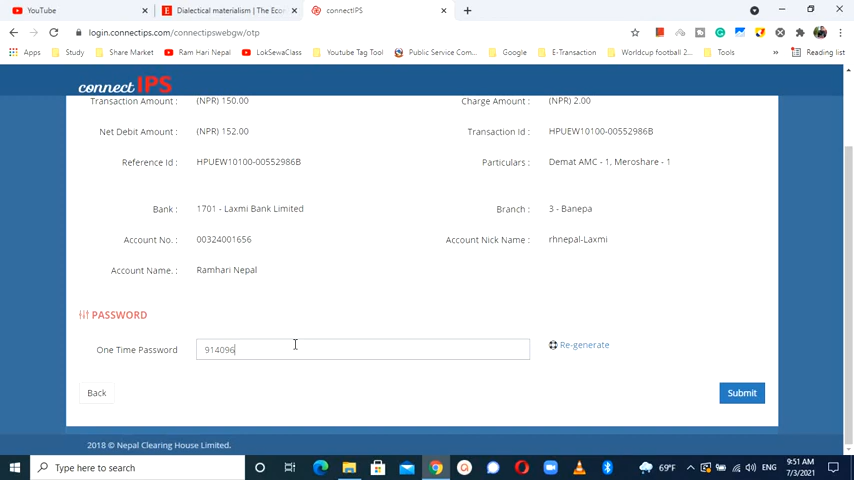 YouTube
Dialectical materialism | The Econ
connectIPS
login.connectips.com/connectipswebgw/otp
Apps Study Share Market Ram Hari Nepal LokSewaClass Youtube Tag Tool Public Service Com... Google E-Transaction Worldcup football 2... Tools » Reading list
connect IPS
Transaction Amount : (NPR) 150.00 Charge Amount : (NPR) 2.00
Net Debit Amount : (NPR) 152.00 Transaction Id : HPUEW10100-00552986B
Reference Id : HPUEW10100-00552986B Particulars : Demat AMC - 1, Meroshare - 1
Bank : 1701 - Laxmi Bank Limited Branch : 3 - Banepa
Account No. : 00324001656 Account Nick Name : rhnepal-Laxmi
Account Name. : Ramhari Nepal
PASSWORD
One Time Password 914096 Re-generate
Back Submit
2018 © Nepal Clearing House Limited.
Type here to search 69°F ENG 9:51 AM
7/3/2021